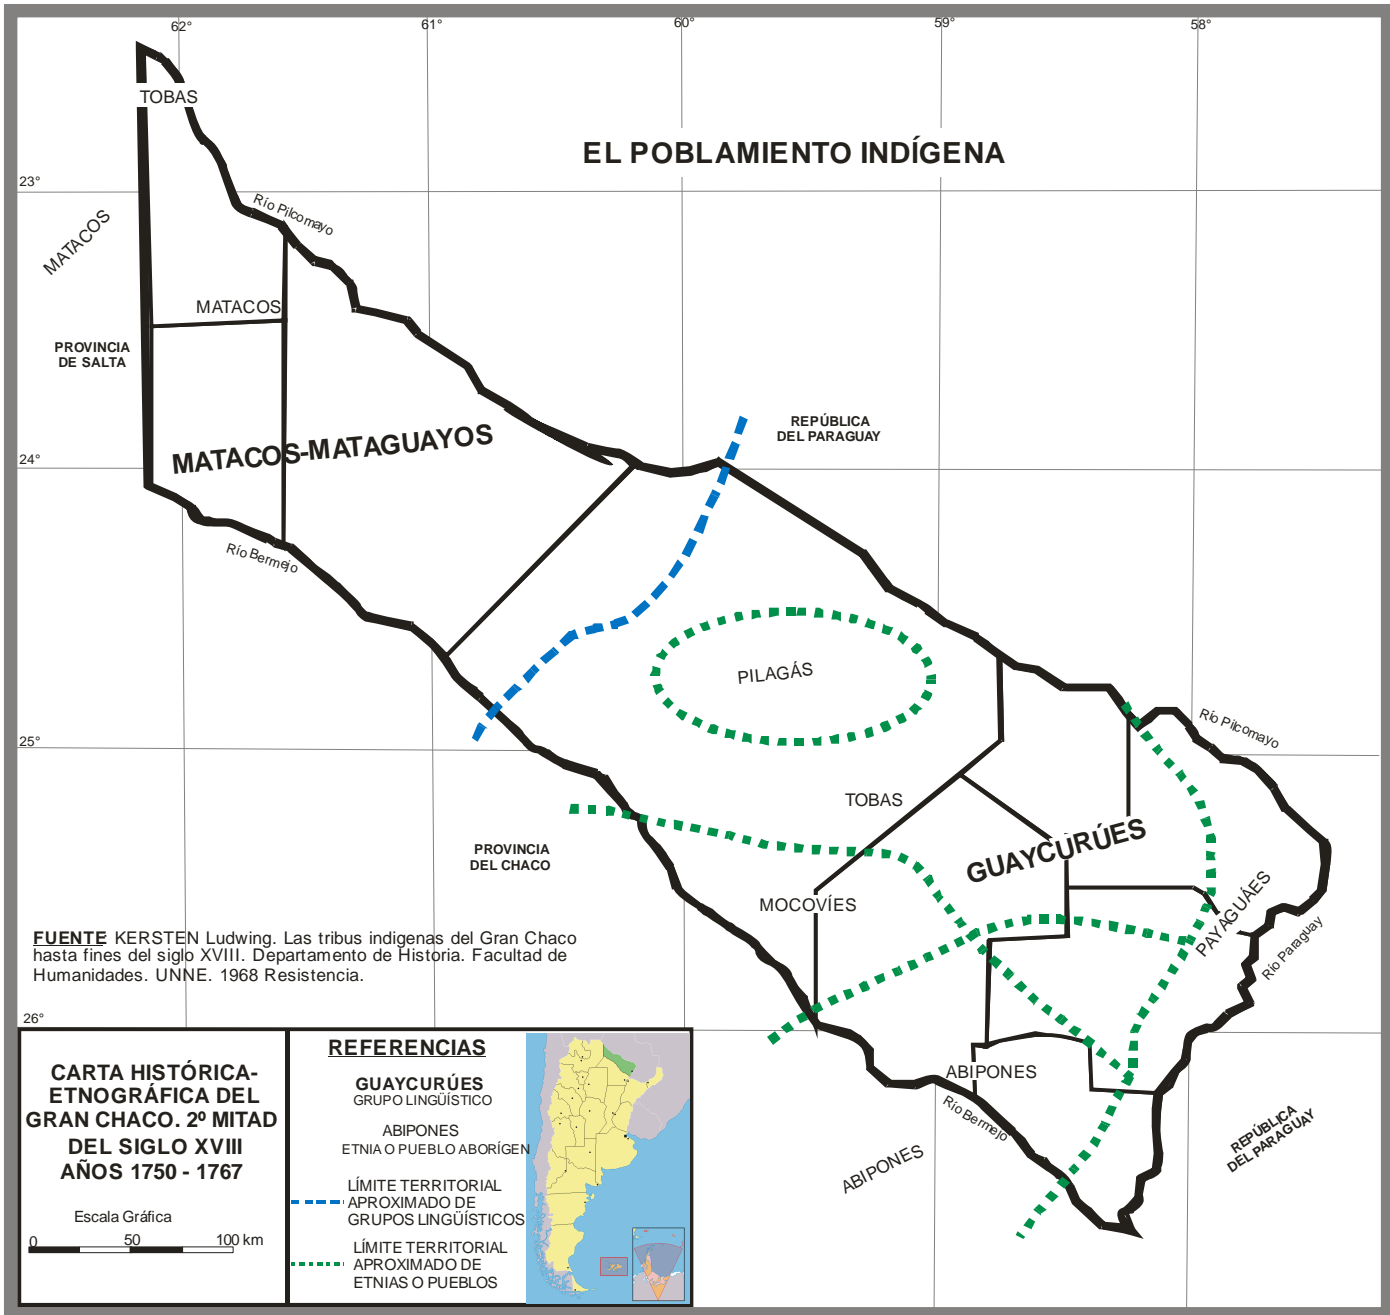 62°
61°
60°
59°
58°
TOBAS
EL POBLAMIENTO INDÍGENA
23°
Río Pilcomayo
MATACOS
MATACOS
PROVINCIA
DE SALTA
MATACOS-MATAGUAYOS
REPÚBLICA
DEL PARAGUAY
24°
Río Bermejo
PILAGÁS
25°
Río Pilcomayo
TOBAS
PROVINCIA
DEL CHACO
GUAYCURÚES
MOCOVÍES
PAYAGUÁES
Río Paraguay
FUENTE KERSTEN Ludwing. Las tribus indigenas del Gran Chaco
hasta fines del siglo XVIII. Departamento de Historia. Facultad de
Humanidades. UNNE. 1968 Resistencia.
26°
ABIPONES
Río Bermejo
ABIPONES
REPÚBLICA
DEL PARAGUAY
CARTA HISTÓRICA-
ETNOGRÁFICA DEL
GRAN CHACO. 2º MITAD
DEL SIGLO XVIII
AÑOS 1750 - 1767
Escala Gráfica
0 50 100 km
REFERENCIAS
GUAYCURÚES
GRUPO LINGÜÍSTICO
ABIPONES
ETNIA O PUEBLO ABORÍGEN
LÍMITE TERRITORIAL
APROXIMADO DE
GRUPOS LINGÜÍSTICOS
LÍMITE TERRITORIAL
APROXIMADO DE
ETNIAS O PUEBLOS